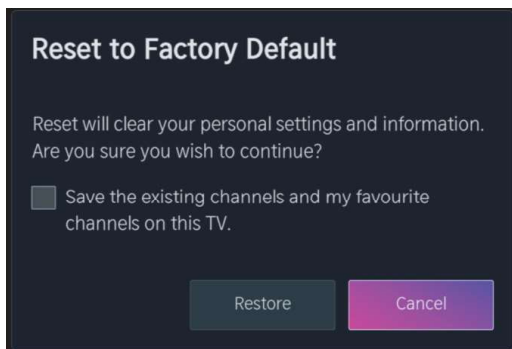 Reset to Factory Default
Reset will clear your personal settings and information.
Are you sure you wish to continue?
Save the existing channels and my favourite
channels on this TV.
Restore
Cancel